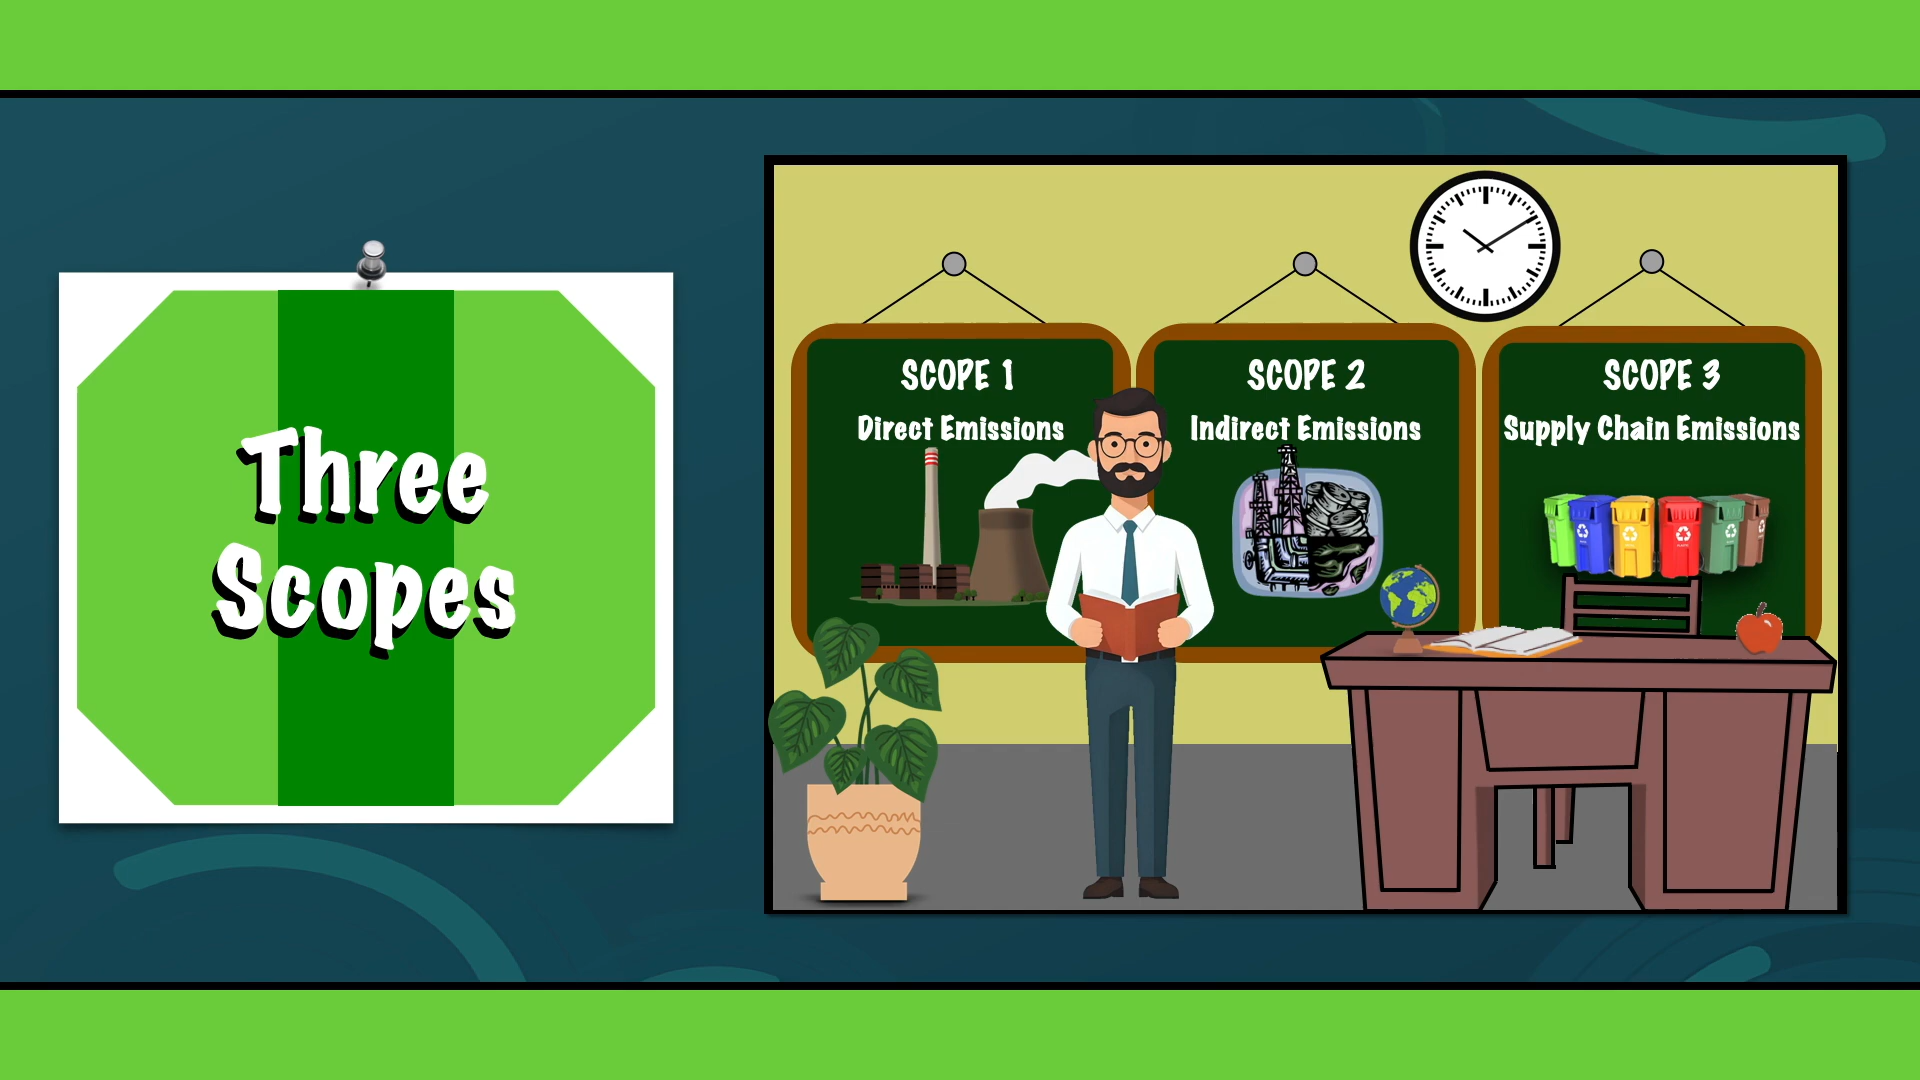 Three
Scopes
SCOPE 1
Direct Emissions
SCOPE 2
Indirect Emissions
SCOPE 3
Supply Chain Emissions